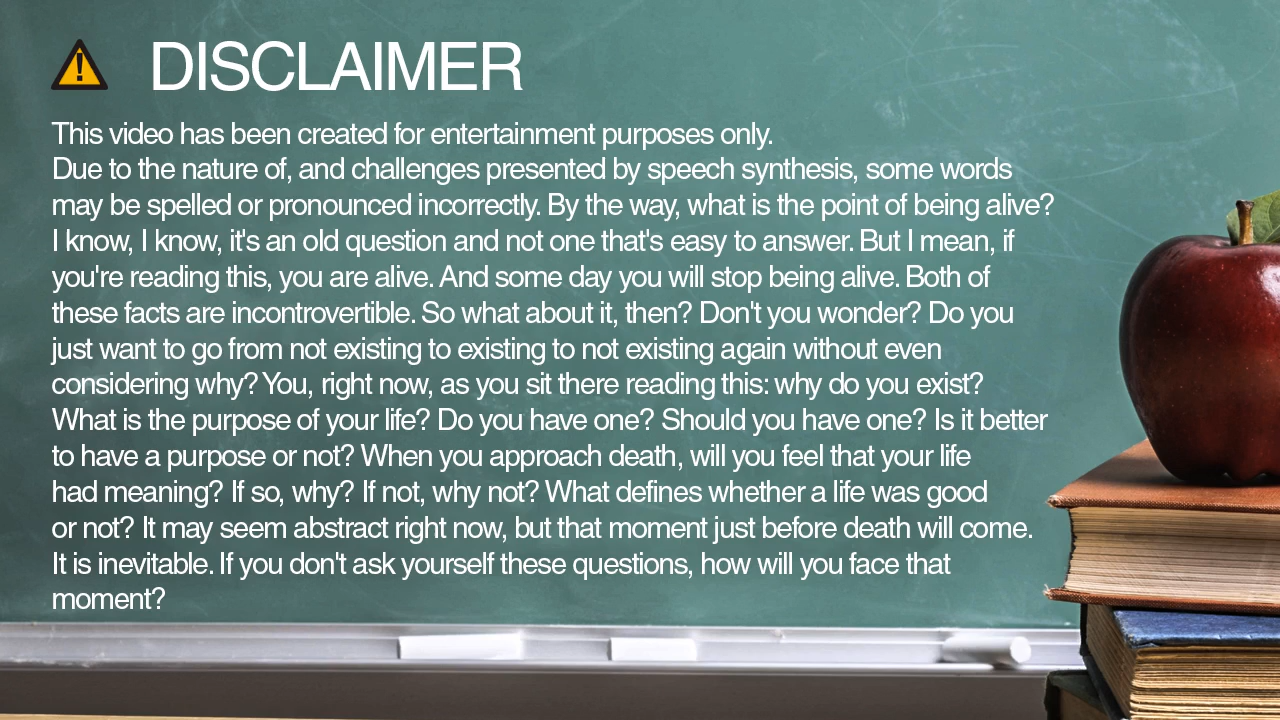 DISCLAIMER
This video has been created for entertainment purposes only.
Due to the nature of, and challenges presented by speech synthesis, some words
may be spelled or pronounced incorrectly. By the way, what is the point of being alive?
I know, I know, it's an old question and not one that's easy to answer. But I mean, if
you're reading this, you are alive. And some day you will stop being alive. Both of
these facts are incontrovertible. So what about it, then? Don't you wonder? Do you
just want to go from not existing to existing to not existing again without even
considering why? You, right now, as you sit there reading this: why do you exist?
What is the purpose of your life? Do you have one? Should you have one? Is it better
to have a purpose or not? When you approach death, will you feel that your life
had meaning? If so, why? If not, why not? What defines whether a life was good
or not? It may seem abstract right now, but that moment just before death will come.
It is inevitable. If you don't ask yourself these questions, how will you face that
moment?